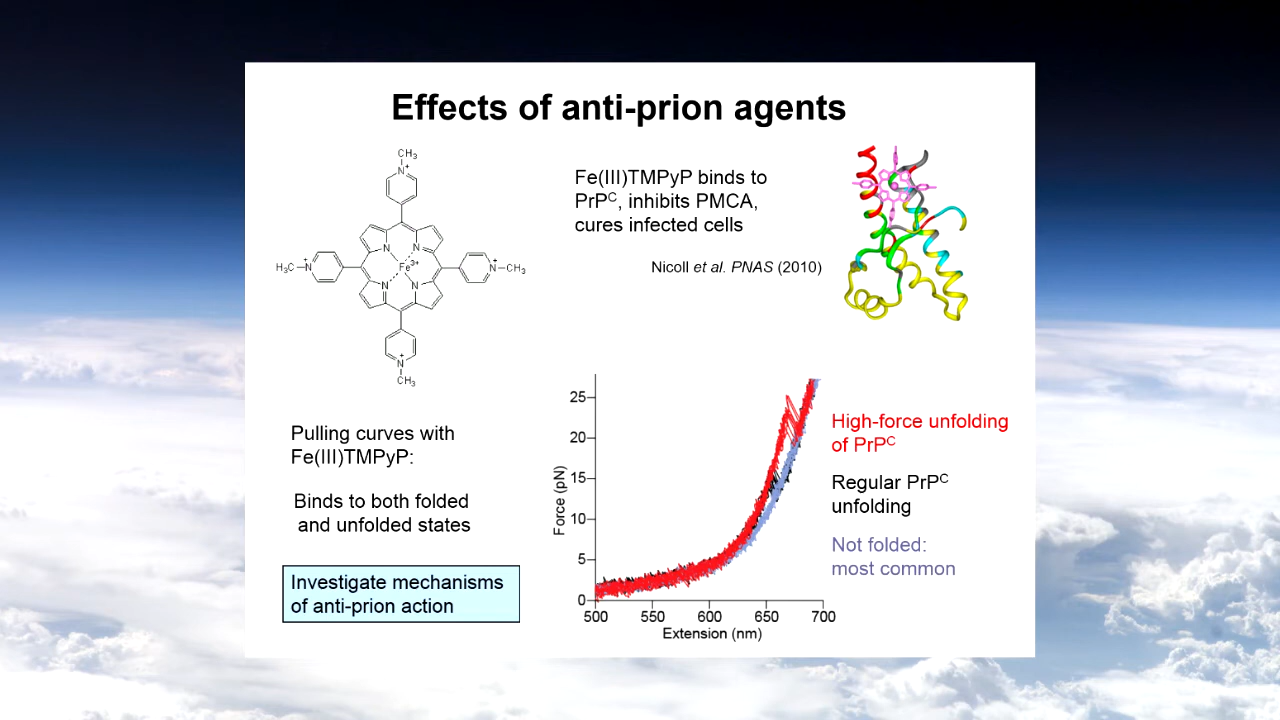 Effects of anti-prion agents
CH₃
N⁺
Fe(III)TMPyP binds to
PrPᶜ, inhibits PMCA,
cures infected cells
Nicoll et al. PNAS (2010)
N
N
H₃C
N⁺
Fe³⁺
N⁺
CH₃
N
N
N⁺
CH₃
Pulling curves with
Fe(III)TMPyP:
Binds to both folded
and unfolded states
Investigate mechanisms
of anti-prion action
Force (pN)
25
20
15
10
5
0
500
550
600
650
700
Extension (nm)
High-force unfolding
of PrPᶜ
Regular PrPᶜ
unfolding
Not folded:
most common